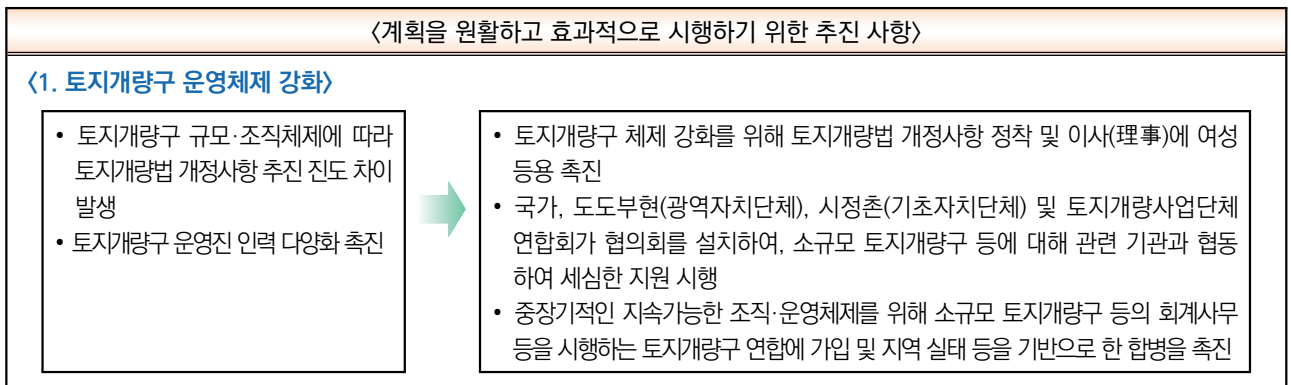 <계획을 원활하고 효과적으로 시행하기 위한 추진 사항>
<1. 토지개량구 운영체제 강화>
• 토지개량구 규모·조직체제에 따라
토지개량법 개정사항 추진 진도 차이
발생
• 토지개량구 운영진 인력 다양화 촉진
• 토지개량구 체제 강화를 위해 토지개량법 개정사항 정착 및 이사(理事)에 여성
등용 촉진
• 국가, 도도부현(광역자치단체), 시정촌(기초자치단체) 및 토지개량사업단체
연합회가 협의회를 설치하여, 소규모 토지개량구 등에 대해 관련 기관과 협동
하여 세심한 지원 시행
• 중장기적인 지속가능한 조직·운영체제를 위해 소규모 토지개량구 등의 회계사무
등을 시행하는 토지개량구 연합에 가입 및 지역 실태 등을 기반으로 한 합병을 촉진